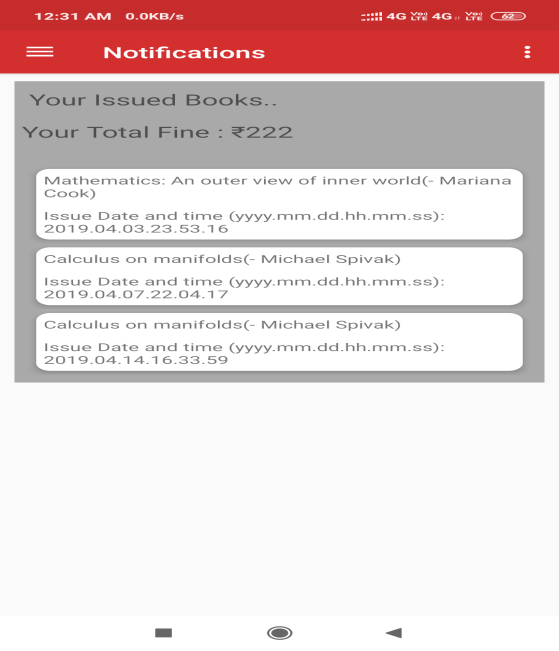 12:31 AM 0.0KB/s 4G Vo) LTE 4G Vo) LTE 62
Notifications
Your Issued Books..
Your Total Fine : ₹222
Mathematics: An outer view of inner world(- Mariana
Cook)
Issue Date and time (yyyy.mm.dd.hh.mm.ss):
2019.04.03.23.53.16
Calculus on manifolds(- Michael Spivak)
Issue Date and time (yyyy.mm.dd.hh.mm.ss):
2019.04.07.22.04.17
Calculus on manifolds(- Michael Spivak)
Issue Date and time (yyyy.mm.dd.hh.mm.ss):
2019.04.14.16.33.59